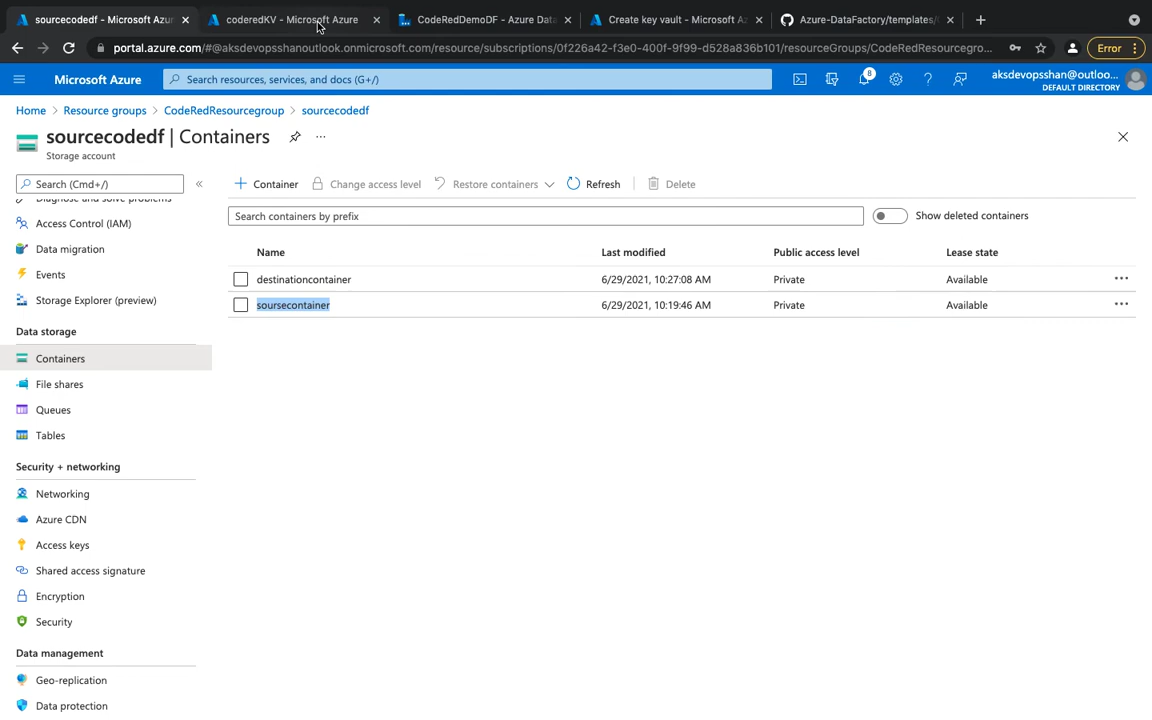 sourcecodedf - Microsoft Azur
coderedKV - Microsoft Azure
CodeRedDemoDF - Azure Dat
Create key vault - Microsoft A
Azure-DataFactory/templates/
portal.azure.com/#@aksdevopsshanoutlook.onmicrosoft.com/resource/subscriptions/0f226a42-f3e0-400f-9f99-d528a836b101/resourceGroups/CodeRedResourcegro...
Error
Microsoft Azure
Search resources, services, and docs (G+/)
8
aksdevopsshan@outloo...
DEFAULT DIRECTORY
Home > Resource groups > CodeRedResourcegroup > sourcecodedf
sourcecodedf | Containers
...
Storage account
Search (Cmd+/)
«
+ Container
Change access level
Restore containers
Refresh
Delete
Diagnose and solve problems
Search containers by prefix
Show deleted containers
Access Control (IAM)
Data migration
Events
Storage Explorer (preview)
Data storage
Containers
File shares
Queues
Tables
Security + networking
Networking
Azure CDN
Access keys
Shared access signature
Encryption
Security
Data management
Geo-replication
Data protection
Name Last modified Public access level Lease state
destinationcontainer 6/29/2021, 10:27:08 AM Private Available ...
soursecontainer 6/29/2021, 10:19:46 AM Private Available ...